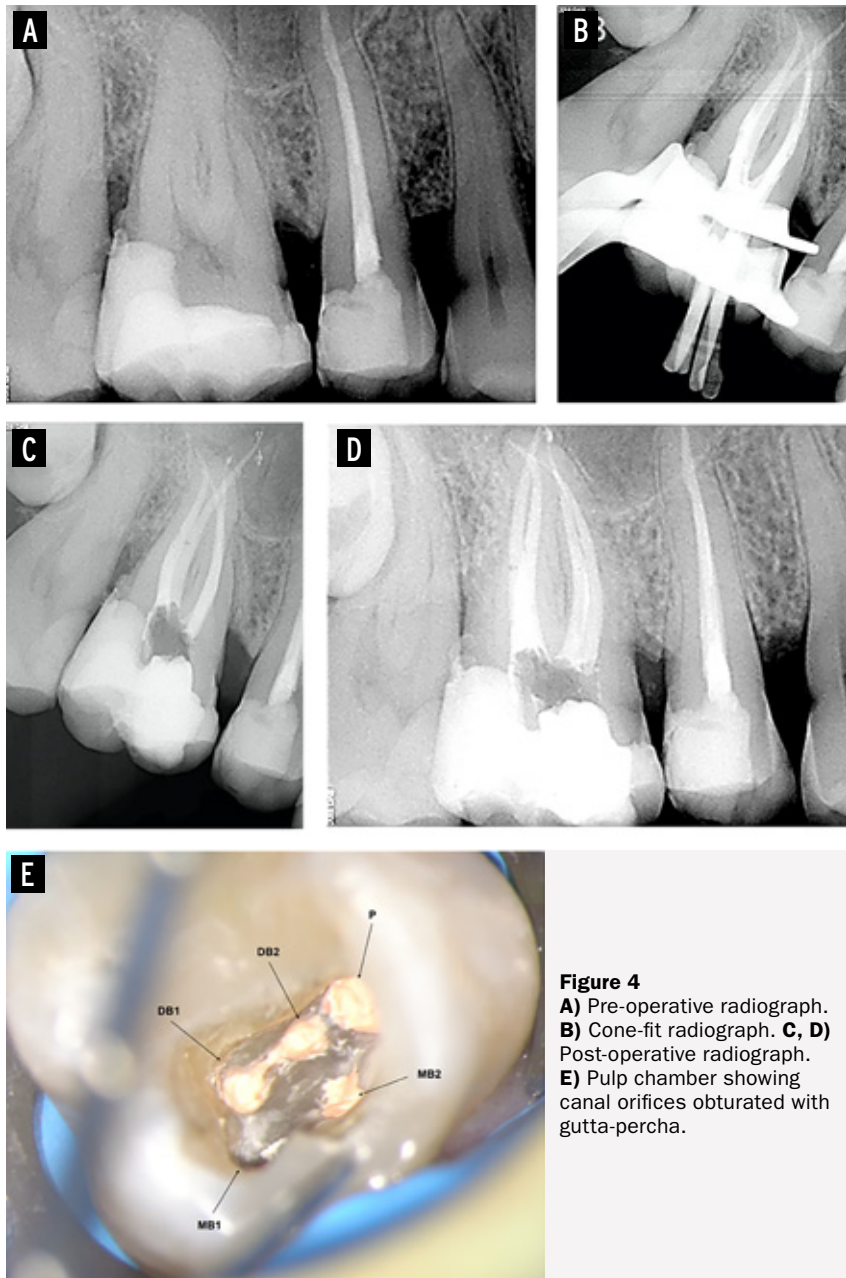 A
B
C
D
E
P
DB2
DB1
MB2
MB1
Figure 4
A) Pre-operative radiograph.
B) Cone-fit radiograph. C, D)
Post-operative radiograph.
E) Pulp chamber showing
canal orifices obturated with
gutta-percha.